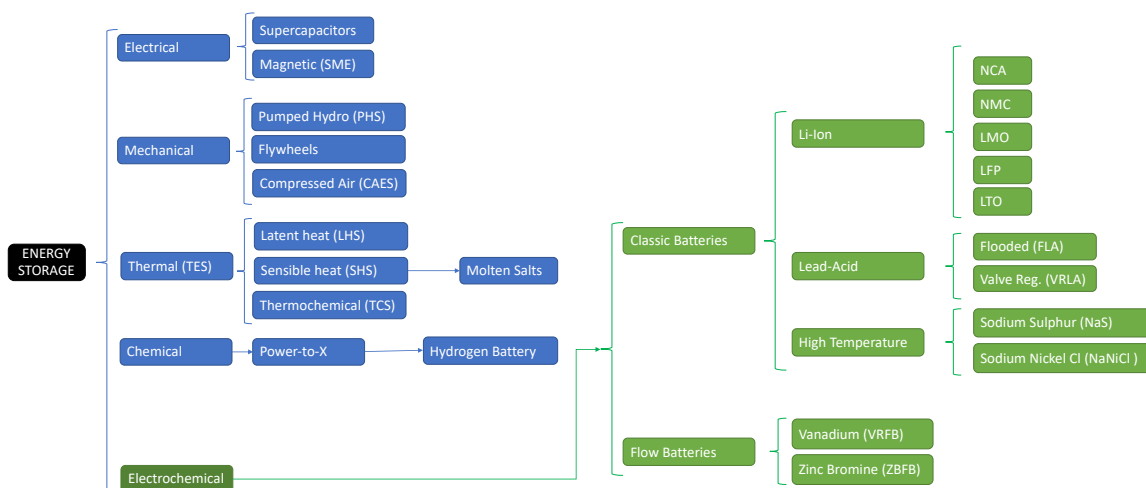 ENERGY
STORAGE
Electrical
Supercapacitors
Magnetic (SME)
Mechanical
Pumped Hydro (PHS)
Flywheels
Compressed Air (CAES)
Thermal (TES)
Latent heat (LHS)
Sensible heat (SHS)
Thermochemical (TCS)
Molten Salts
Chemical
Power-to-X
Hydrogen Battery
Electrochemical
Classic Batteries
Li-Ion
NCA
NMC
LMO
LFP
LTO
Lead-Acid
Flooded (FLA)
Valve Reg. (VRLA)
High Temperature
Sodium Sulphur (NaS)
Sodium Nickel Cl (NaNiCl )
Flow Batteries
Vanadium (VRFB)
Zinc Bromine (ZBFB)